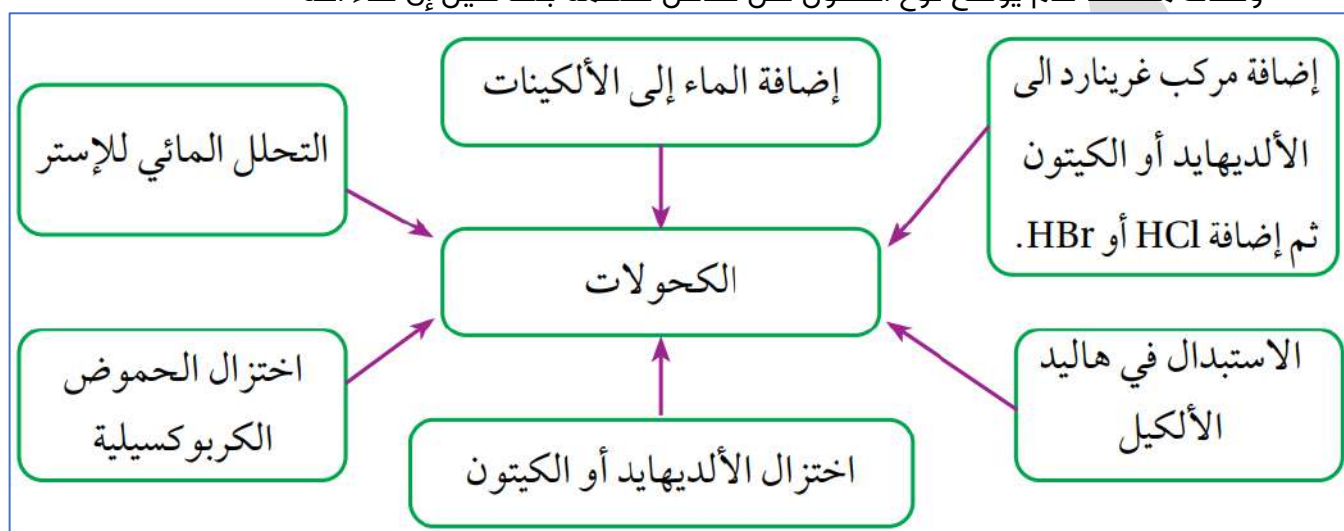 إضافة مركب غرينارد الى
الألديهايد أو الكيتون
ثم إضافة HCl أو HBr.
إضافة الماء إلى الألكينات
التحلل المائي للإستر
الكحولات
الاستبدال في هاليد
الألكيل
اختزال الألديهايد أو الكيتون
اختزال الحموض
الكربوكسيلية